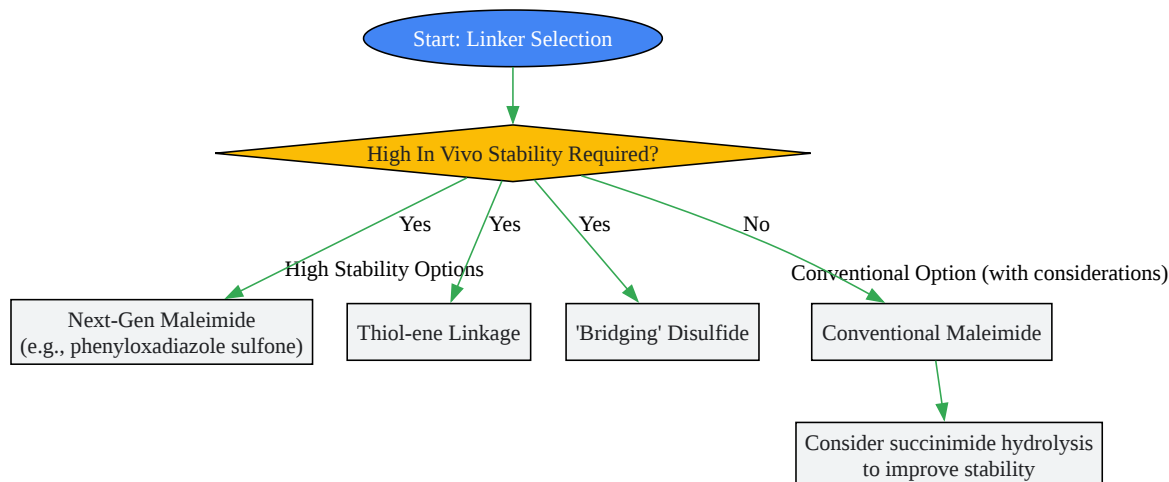 Start: Linker Selection
High In Vivo Stability Required?
Yes
Yes
Yes
No
High Stability Options
Conventional Option (with considerations)
Next-Gen Maleimide
(e.g., phenyloxadiazole sulfone)
Thiol-ene Linkage
'Bridging' Disulfide
Conventional Maleimide
Consider succinimide hydrolysis
to improve stability